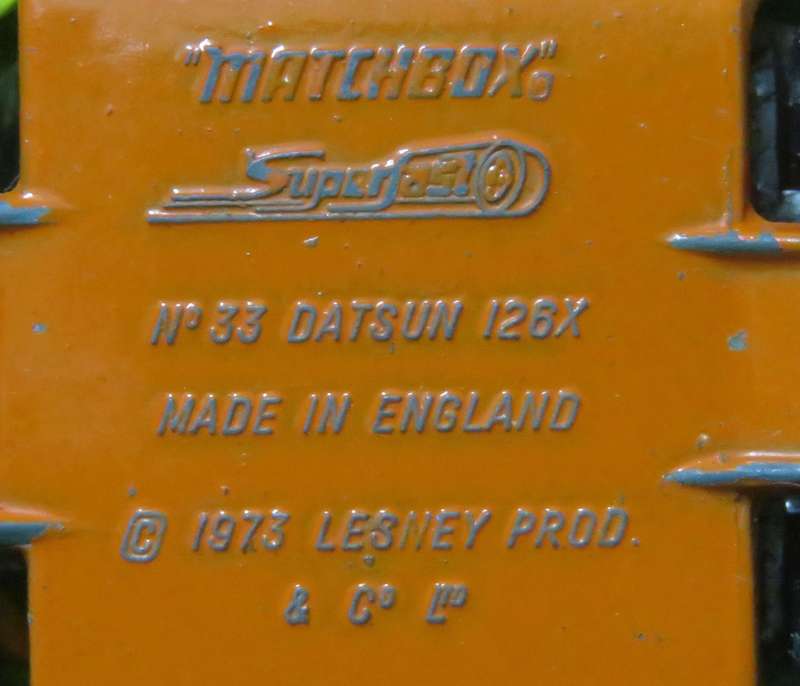 "MATCHBOX"®
Superfast
Nº 33 DATSUN 126X
MADE IN ENGLAND
© 1973 LESNEY PROD.
& Cº Lᵀᴰ